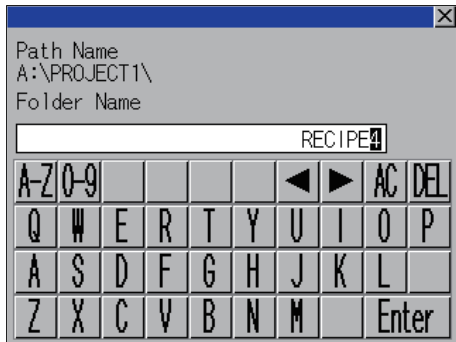 Path Name
A:\PROJECT1\
Folder Name
RECIPE4
A-Z 0-9 ◀ ▶ AC DEL
Q W E R T Y U I O P
A S D F G H J K L
Z X C V B N M Enter